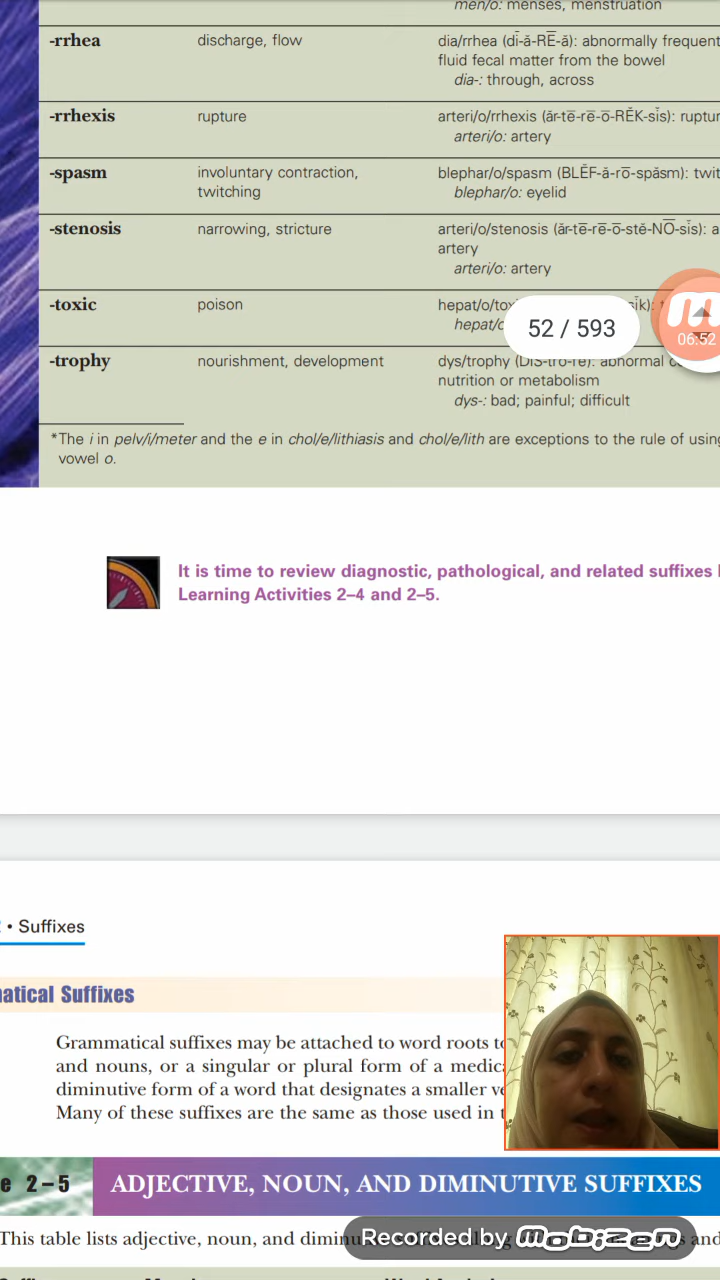 men/o: menses, menstruation
-rrhea discharge, flow dia/rrhea (dī-ă-RĒ-ă): abnormally frequent
fluid fecal matter from the bowel
dia-: through, across
-rrhexis rupture arteri/o/rrhexis (ăr-tē-rē-ō-RĔK-sĭs):
arteri/o: artery
-spasm involuntary contraction, blephar/o/spasm (BLĔF-ă-rō-spăsm):
twitching blephar/o: eyelid
-stenosis narrowing, stricture arteri/o/stenosis (ăr-tē-rē-ō-stĕ-NŌ-sĭs): a
artery
arteri/o: artery
-toxic poison
52 / 593
06:52
-trophy nourishment, development dys/trophy (DĬS-trō-fē): abnormal
nutrition or metabolism
dys-: bad; painful; difficult
*The i in pelv/i/meter and the e in chol/e/lithiasis and chol/e/lith are exceptions to the rule of using
vowel o.
It is time to review diagnostic, pathological, and related suffixes
Learning Activities 2–4 and 2–5.
• Suffixes
Suffixes
Grammatical suffixes may be attached to word roots
and nouns, or a singular or plural form of a
diminutive form of a word that designates a smaller
Many of these suffixes are the same as those used in
2–5 ADJECTIVE, NOUN, AND DIMINUTIVE SUFFIXES
This table lists adjective, noun, and
Recorded by mobizen